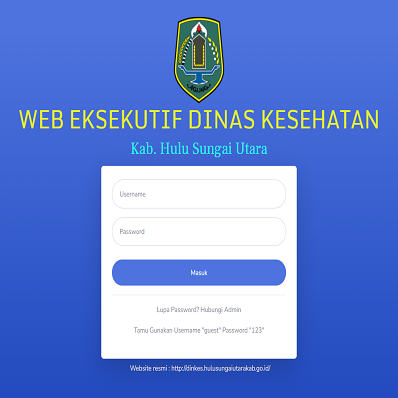 AGUNG
WEB EKSEKUTIF DINAS KESEHATAN
Kab. Hulu Sungai Utara
Username
Password
Masuk
Lupa Password? Hubungi Admin
Tamu Gunakan Username "guest" Password "123"
Website resmi : http://dinkes.hulusungaiutarakab.go.id/